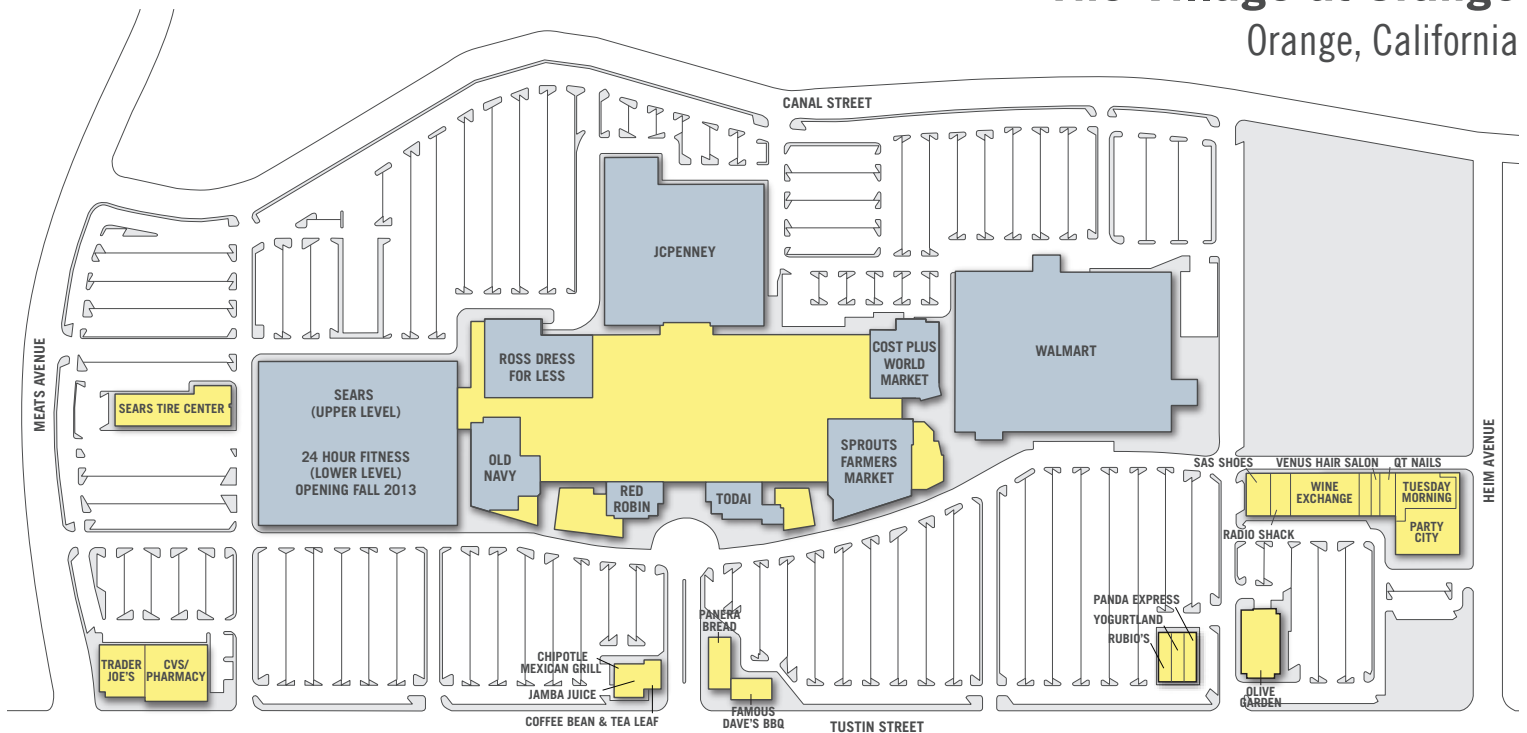 The Village at Orange
Orange, California
CANAL STREET
JCPENNEY
MEATS AVENUE
ROSS DRESS
FOR LESS
COST PLUS
WORLD
MARKET
WALMART
SEARS
(UPPER LEVEL)
24 HOUR FITNESS
(LOWER LEVEL)
OPENING FALL 2013
SEARS TIRE CENTER
OLD
NAVY
SPROUTS
FARMERS
MARKET
RED
ROBIN
TODAI
HEIM AVENUE
SAS SHOES
VENUS HAIR SALON
QT NAILS
WINE
EXCHANGE
TUESDAY
MORNING
RADIO SHACK
PARTY
CITY
PANDA EXPRESS
YOGURTLAND
RUBIO'S
PANERA
BREAD
TRADER
JOE'S
CVS/
PHARMACY
CHIPOTLE
MEXICAN GRILL
JAMBA JUICE
COFFEE BEAN & TEA LEAF
FAMOUS
DAVE'S BBQ
OLIVE
GARDEN
TUSTIN STREET